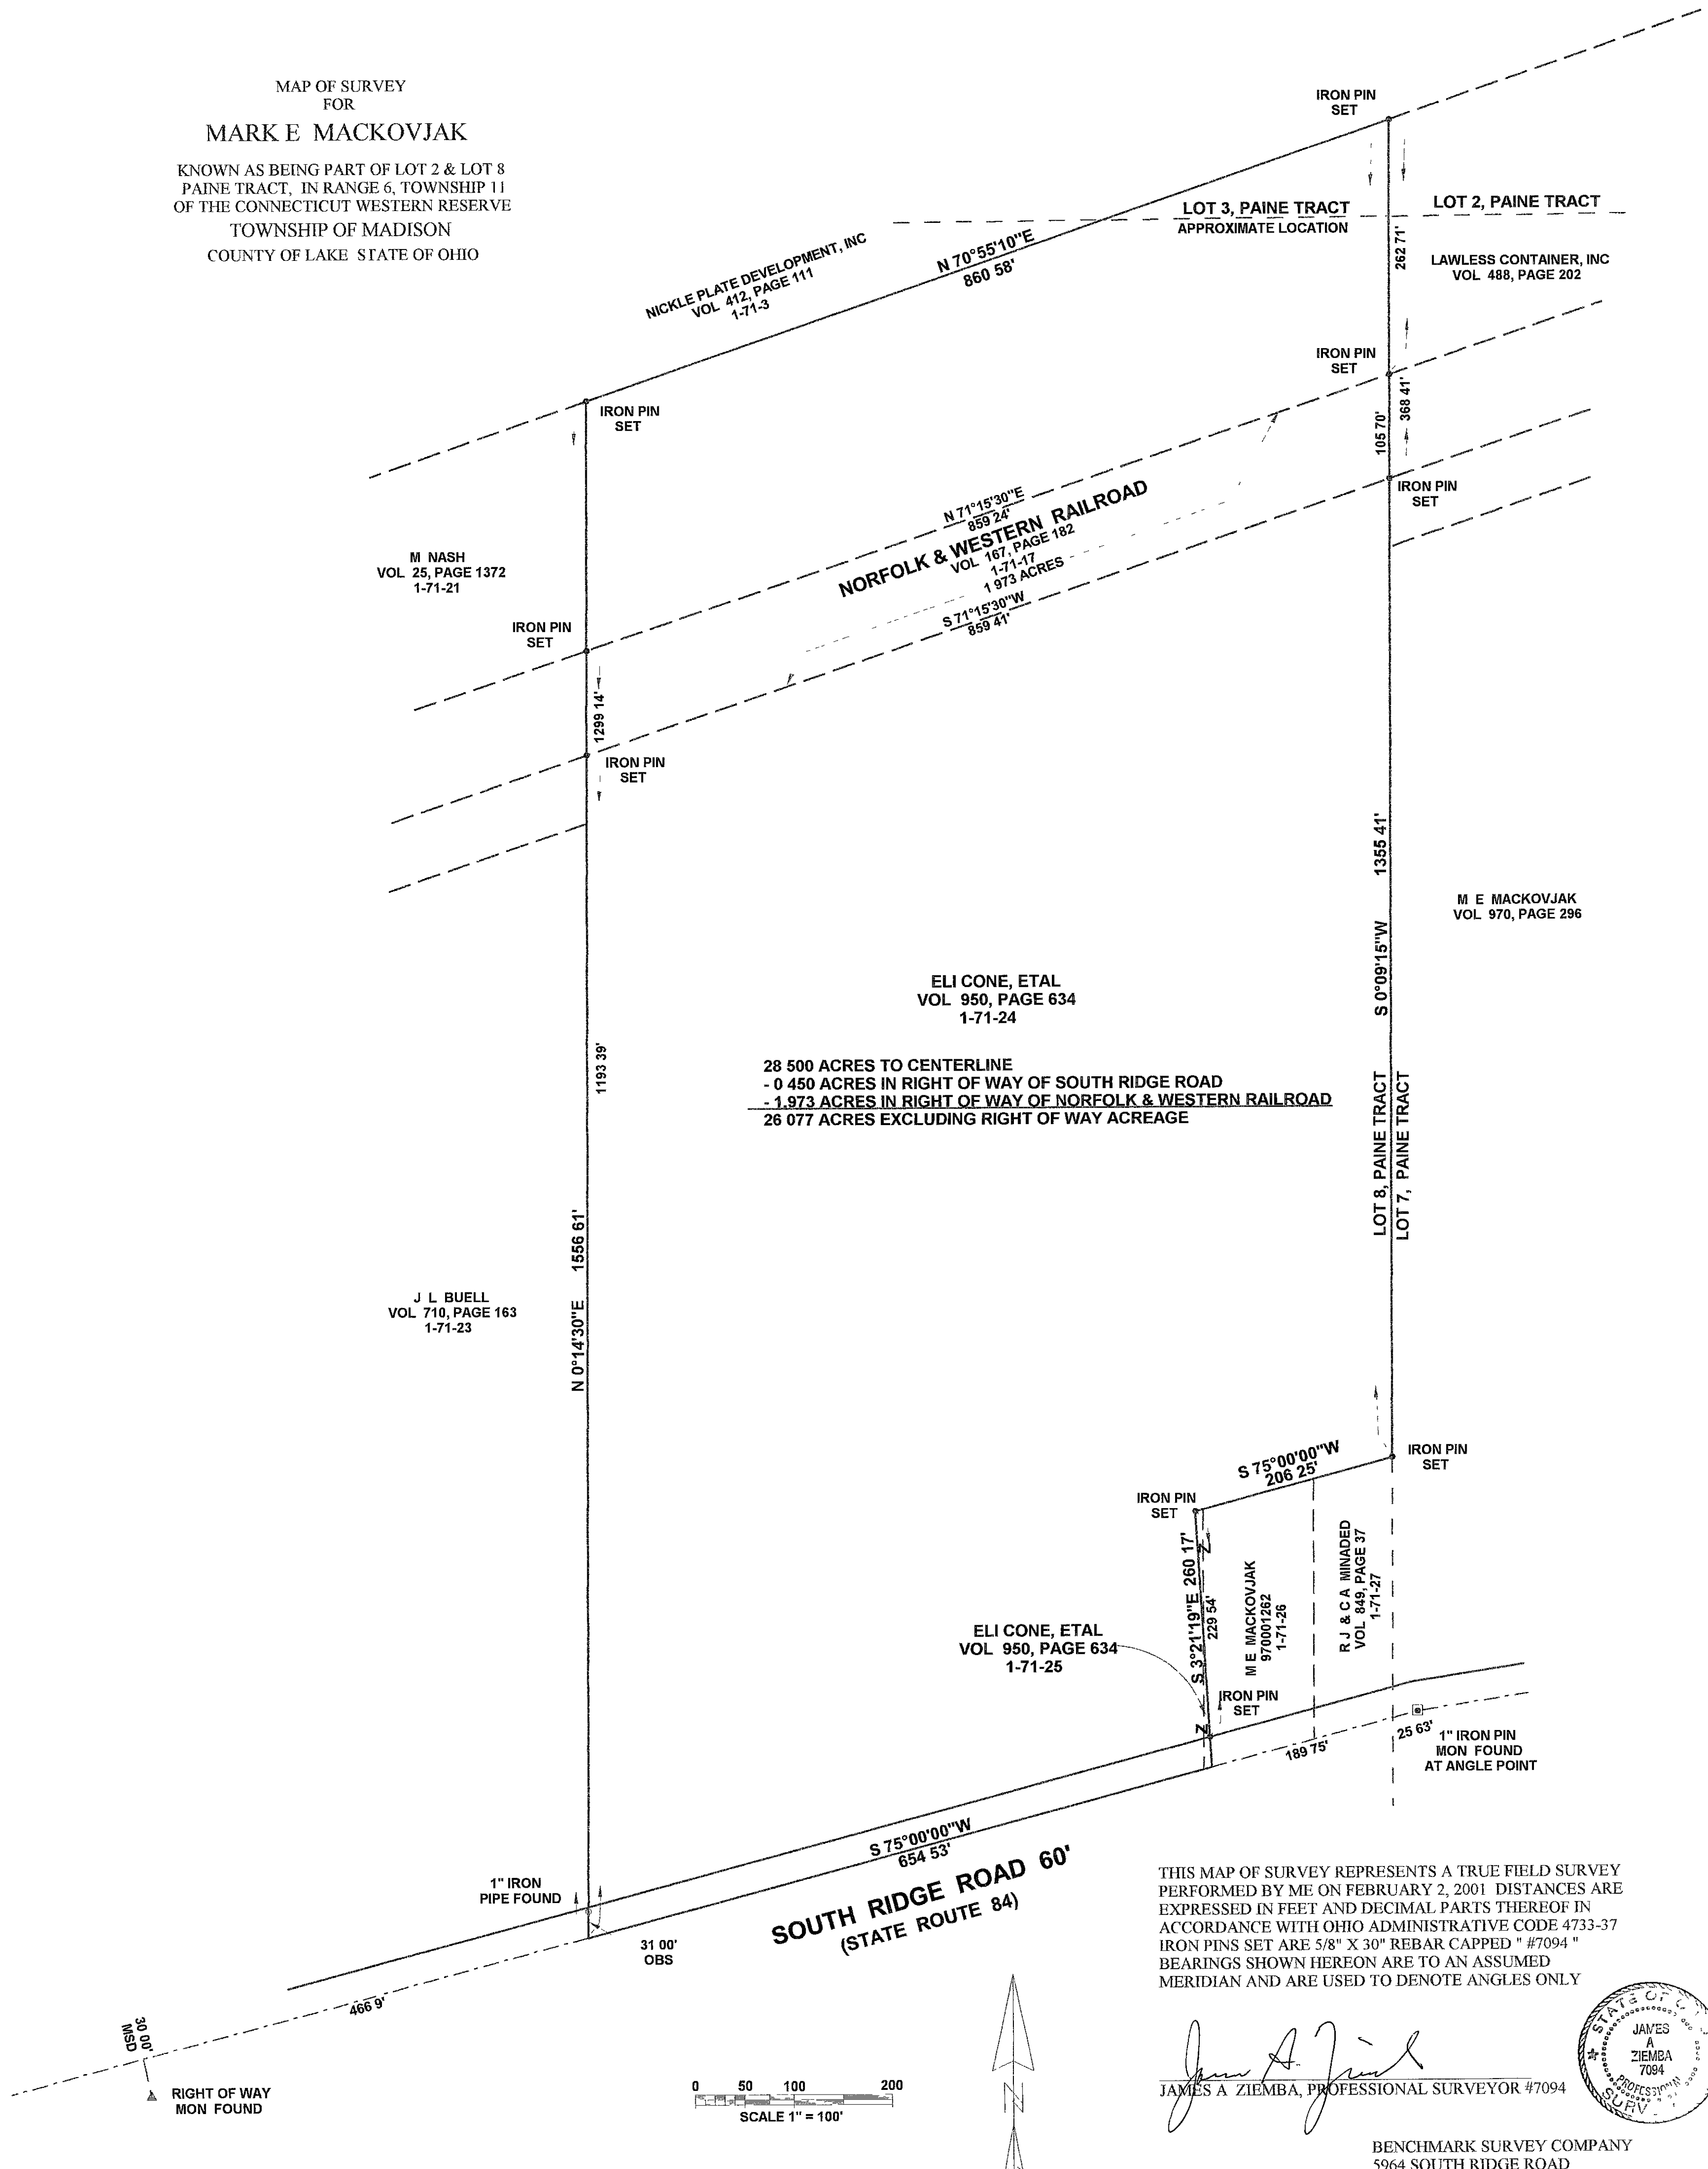 MAP OF SURVEY
FOR
MARK E MACKOVJAK
KNOWN AS BEING PART OF LOT 2 & LOT 8
PAINE TRACT, IN RANGE 6, TOWNSHIP 11
OF THE CONNECTICUT WESTERN RESERVE
TOWNSHIP OF MADISON
COUNTY OF LAKE STATE OF OHIO
IRON PIN
SET
LOT 3, PAINE TRACT
APPROXIMATE LOCATION
LOT 2, PAINE TRACT
262 71'
LAWLESS CONTAINER, INC
VOL 488, PAGE 202
NICKLE PLATE DEVELOPMENT, INC
VOL 412, PAGE 111
1-71-3
N 70°55'10"E
860 58'
IRON PIN
SET
368 41'
105 70'
IRON PIN
SET
IRON PIN
SET
N 71°15'30"E
859 24'
NORFOLK & WESTERN RAILROAD
VOL 167, PAGE 182
1-71-17
1 973 ACRES
S 71°15'30"W
859 41'
M NASH
VOL 25, PAGE 1372
1-71-21
IRON PIN
SET
1299 14'
IRON PIN
SET
S 0°09'15"W 1355 41'
M E MACKOVJAK
VOL 970, PAGE 296
ELI CONE, ETAL
VOL 950, PAGE 634
1-71-24
1193 39'
28 500 ACRES TO CENTERLINE
- 0 450 ACRES IN RIGHT OF WAY OF SOUTH RIDGE ROAD
- 1.973 ACRES IN RIGHT OF WAY OF NORFOLK & WESTERN RAILROAD
26 077 ACRES EXCLUDING RIGHT OF WAY ACREAGE
LOT 8, PAINE TRACT
LOT 7, PAINE TRACT
N 0°14'30"E 1556 61'
J L BUELL
VOL 710, PAGE 163
1-71-23
S 75°00'00"W
206 25'
IRON PIN
SET
IRON PIN
SET
S 3°21'19"E 260 17'
229 54'
M E MACKOVJAK
970001262
1-71-26
R J & C A MINADED
VOL 849, PAGE 37
1-71-27
ELI CONE, ETAL
VOL 950, PAGE 634
1-71-25
IRON PIN
SET
189 75'
25 63'
1" IRON PIN
MON FOUND
AT ANGLE POINT
S 75°00'00"W
654 53'
SOUTH RIDGE ROAD 60'
(STATE ROUTE 84)
1" IRON
PIPE FOUND
31 00'
OBS
466 9'
30 00'
MSD
RIGHT OF WAY
MON FOUND
0 50 100 200
SCALE 1" = 100'
N
THIS MAP OF SURVEY REPRESENTS A TRUE FIELD SURVEY
PERFORMED BY ME ON FEBRUARY 2, 2001 DISTANCES ARE
EXPRESSED IN FEET AND DECIMAL PARTS THEREOF IN
ACCORDANCE WITH OHIO ADMINISTRATIVE CODE 4733-37
IRON PINS SET ARE 5/8" X 30" REBAR CAPPED " #7094 "
BEARINGS SHOWN HEREON ARE TO AN ASSUMED
MERIDIAN AND ARE USED TO DENOTE ANGLES ONLY
JAMES A ZIEMBA, PROFESSIONAL SURVEYOR #7094
STATE OF
JAMES
A
ZIEMBA
7094
PROFESSIONAL
BENCHMARK SURVEY COMPANY
5964 SOUTH RIDGE ROAD